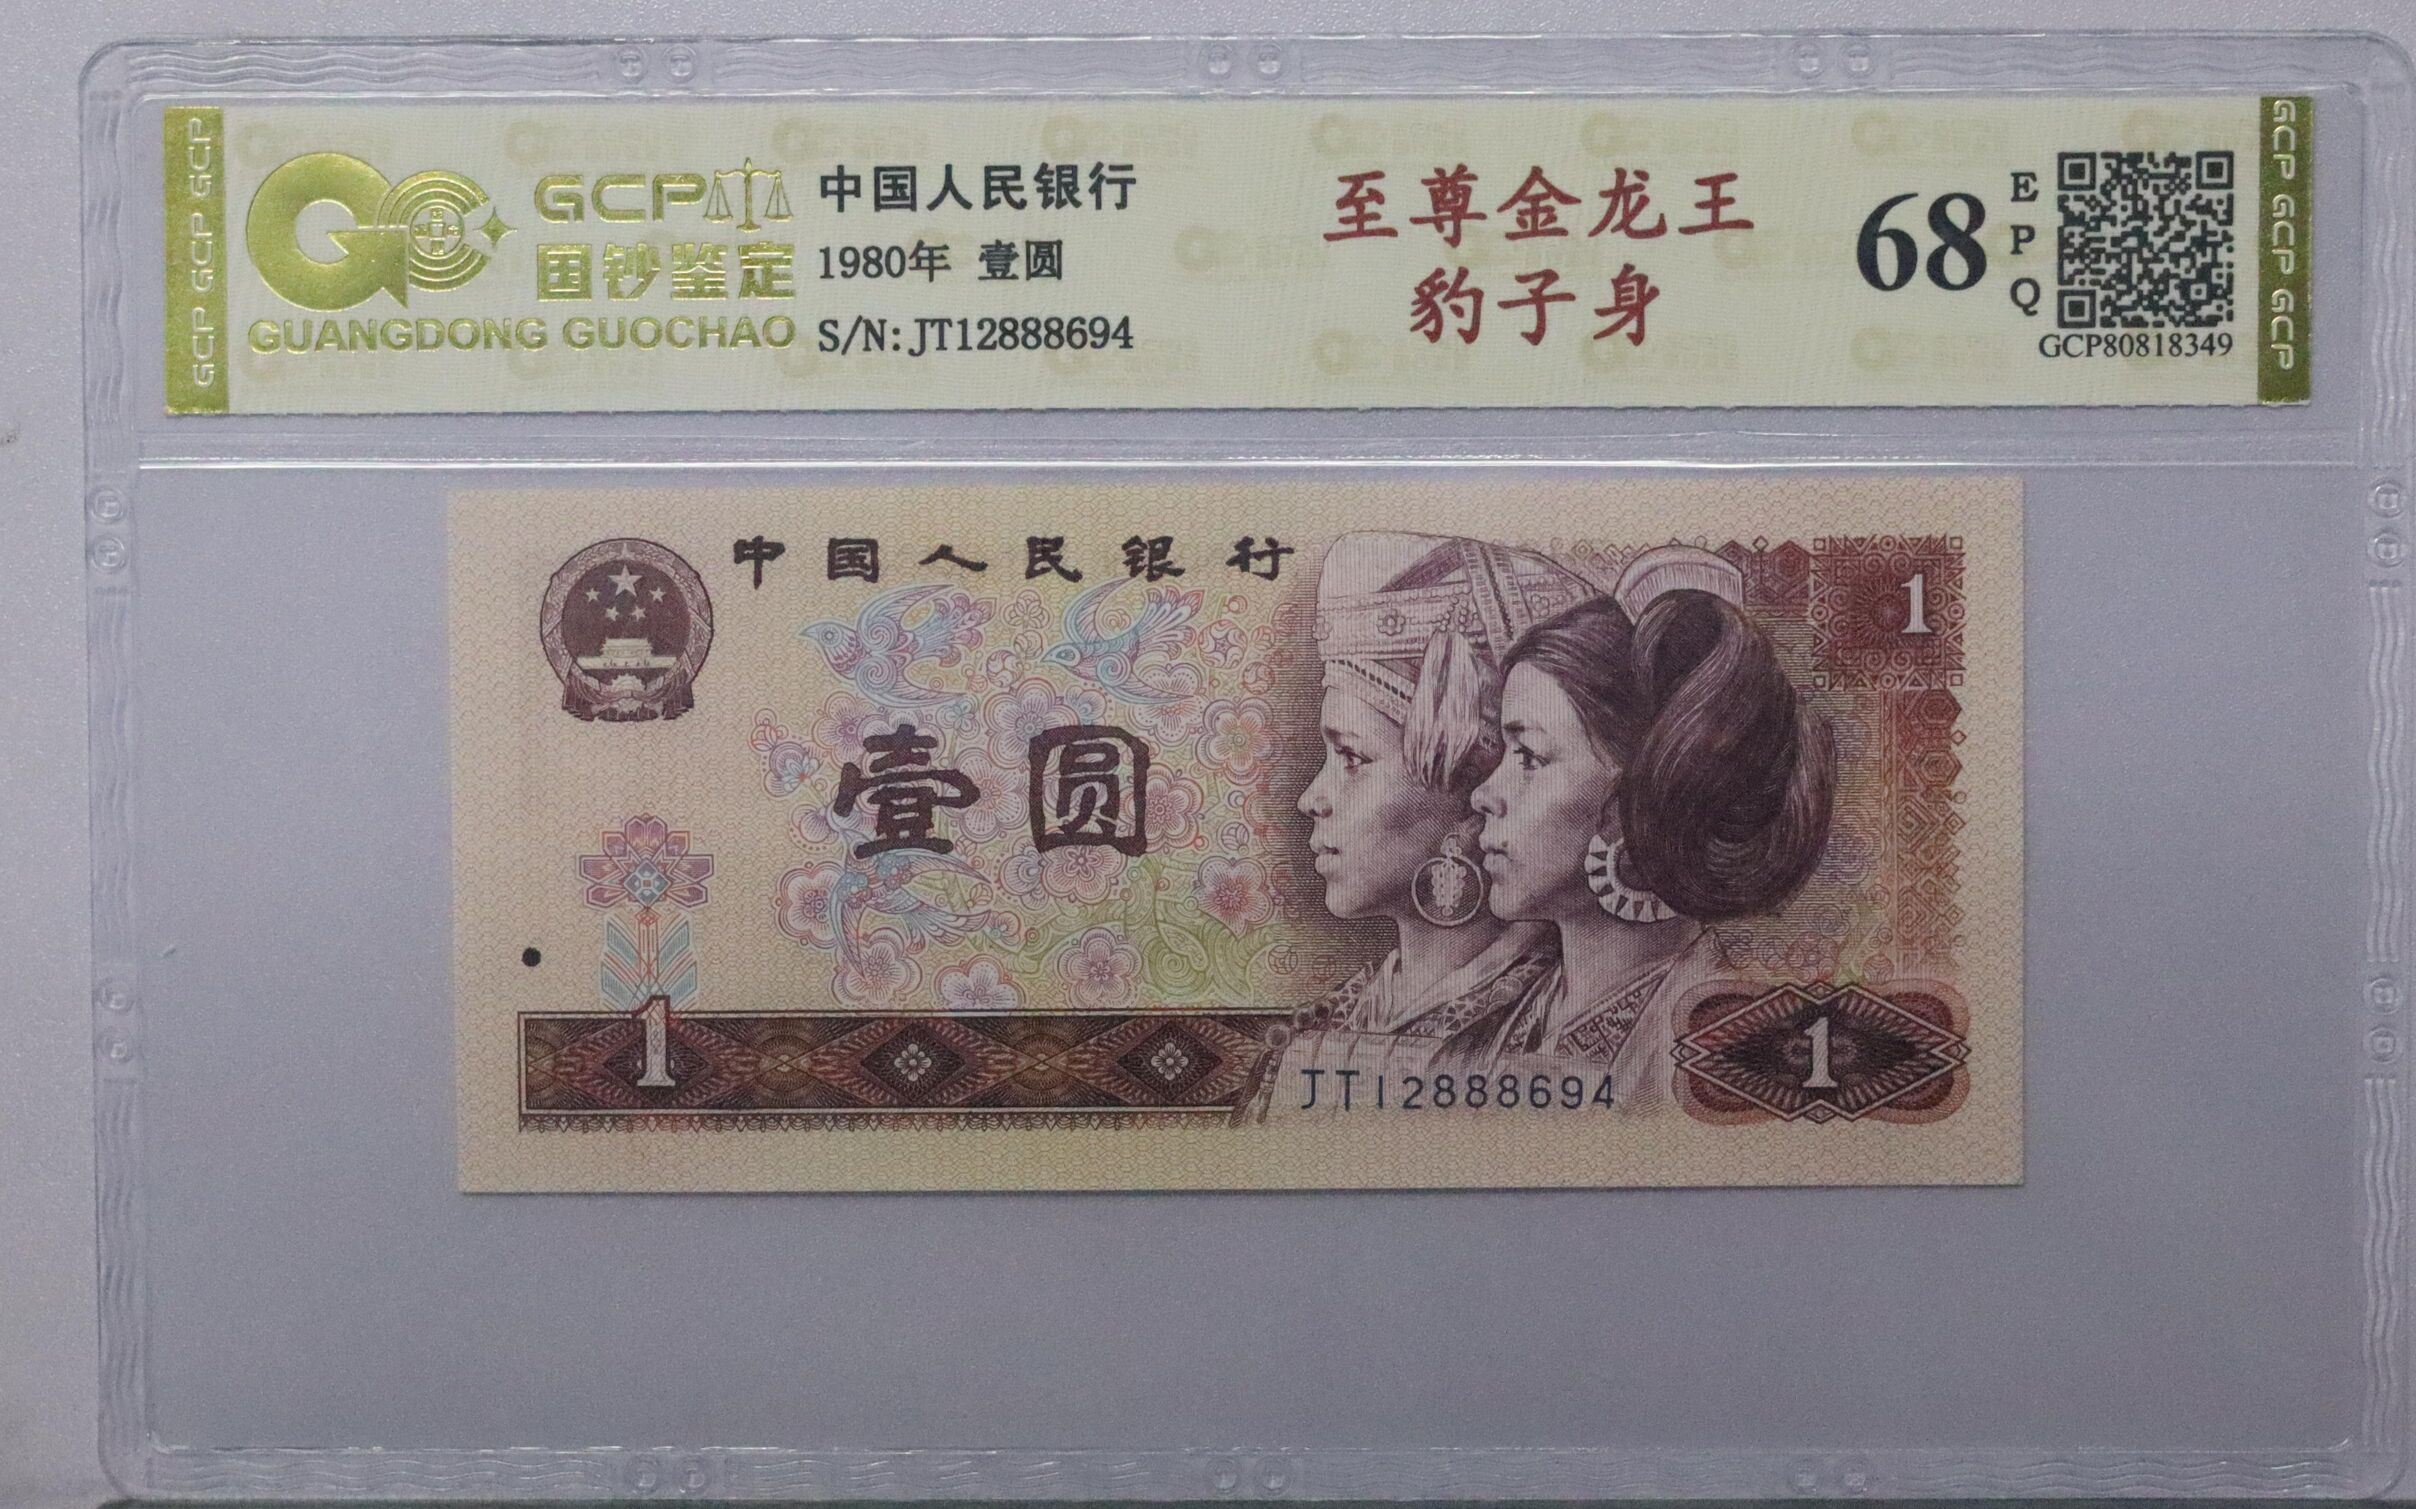 GCP GCP GCP
GCP
国钞鉴定
GUANGDONG GUOCHAO
中国人民银行
1980年 壹圆
S/N:JT12888694
至尊金龙王
豹子身
68
EPQ
GCP80818349
GCP GCP GCP
中国人民银行
1
壹圆
1
1
JT12888694